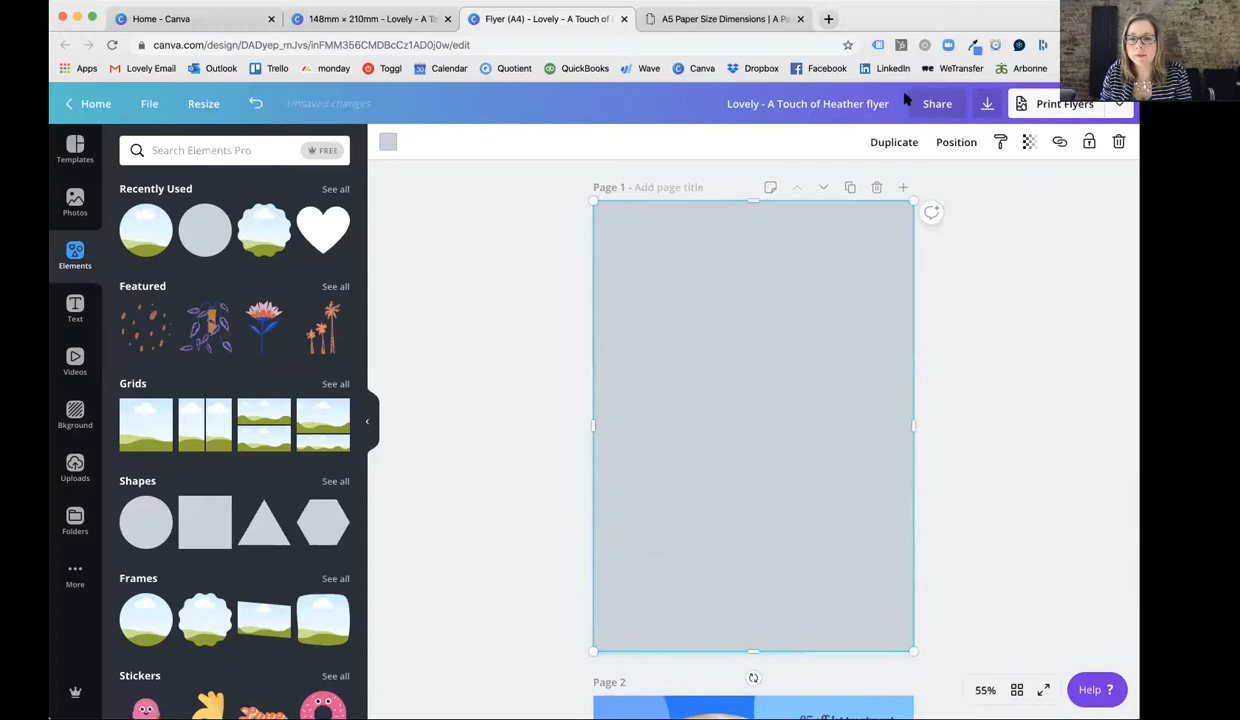 Home - Canva
148mm × 210mm - Lovely - A To
Flyer (A4) - Lovely - A Touch of
A5 Paper Size Dimensions | A Pa
canva.com/design/DADyep_mJvs/inFMM356CMDBcCz1AD0j0w/edit
Apps Lovely Email Outlook Trello monday Toggl Calendar Quotient QuickBooks Wave Canva Dropbox Facebook LinkedIn WeTransfer Arbonne
Home File Resize Unsaved changes Lovely - A Touch of Heather flyer Share Print Flyers
Search Elements Pro FREE
Duplicate Position
Templates
Photos
Elements
Text
Videos
Bkground
Uploads
Folders
More
Recently Used See all
Featured See all
Grids See all
Shapes See all
Frames See all
Stickers See all
Page 1 - Add page title
Page 2
£5 off 1st treatment
55%
Help ?